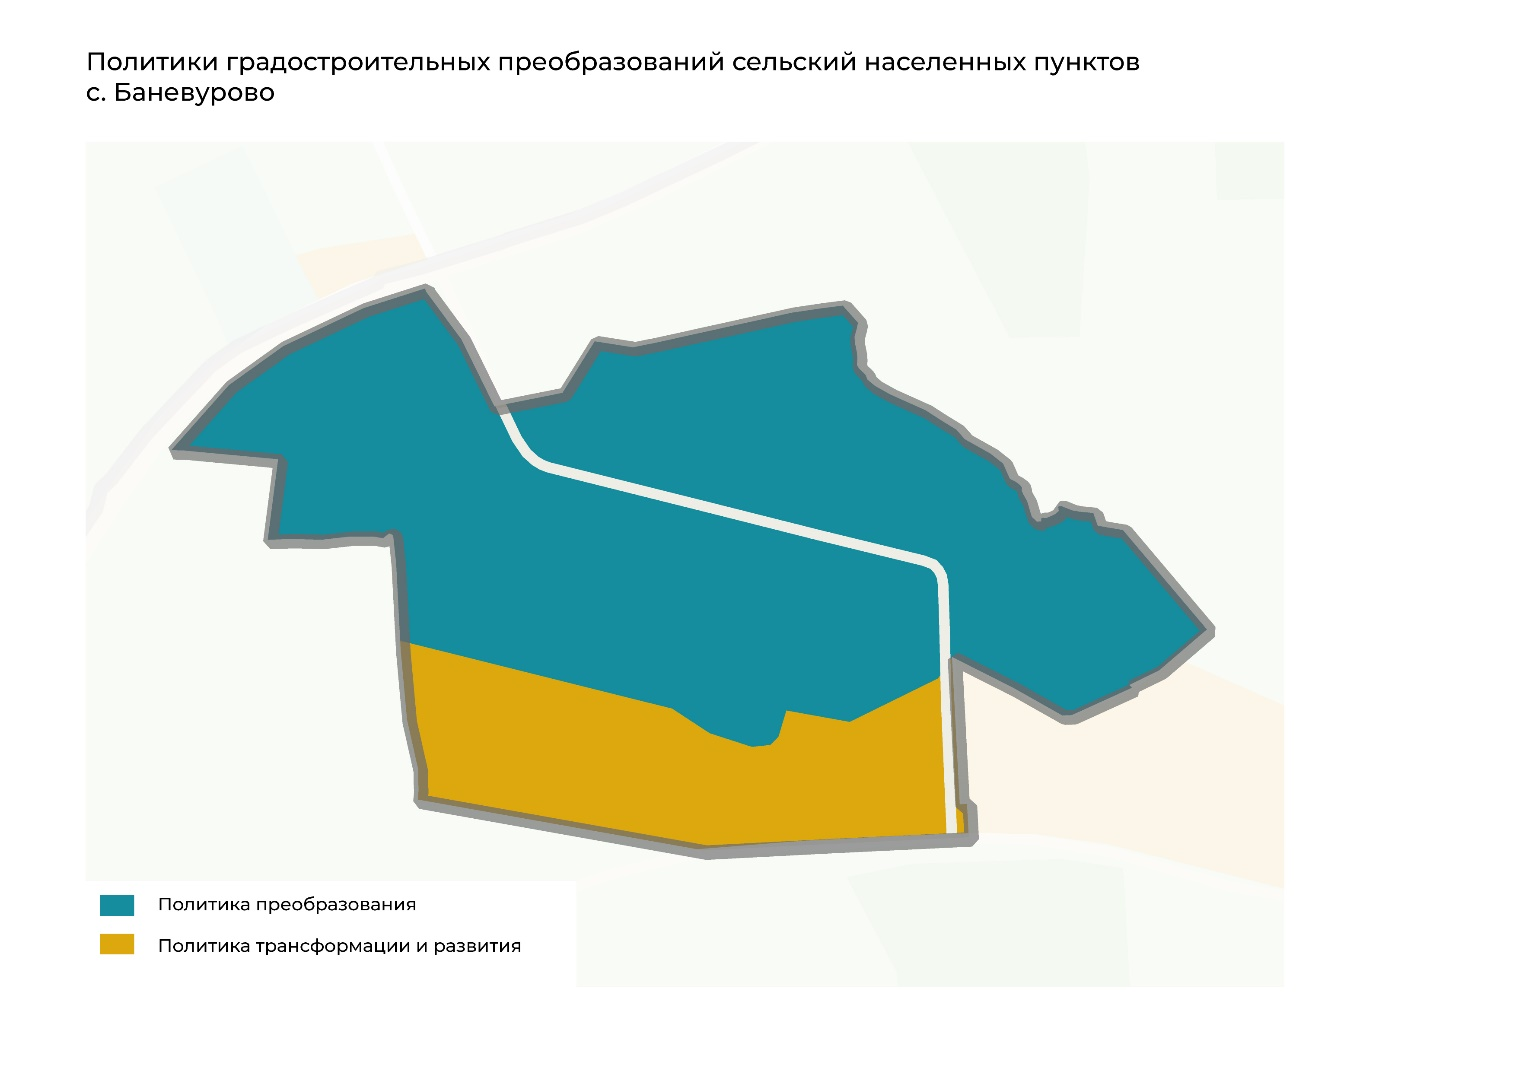 Политики градостроительных преобразований сельский населенных пунктов
с. Баневурово
Политика преобразования
Политика трансформации и развития